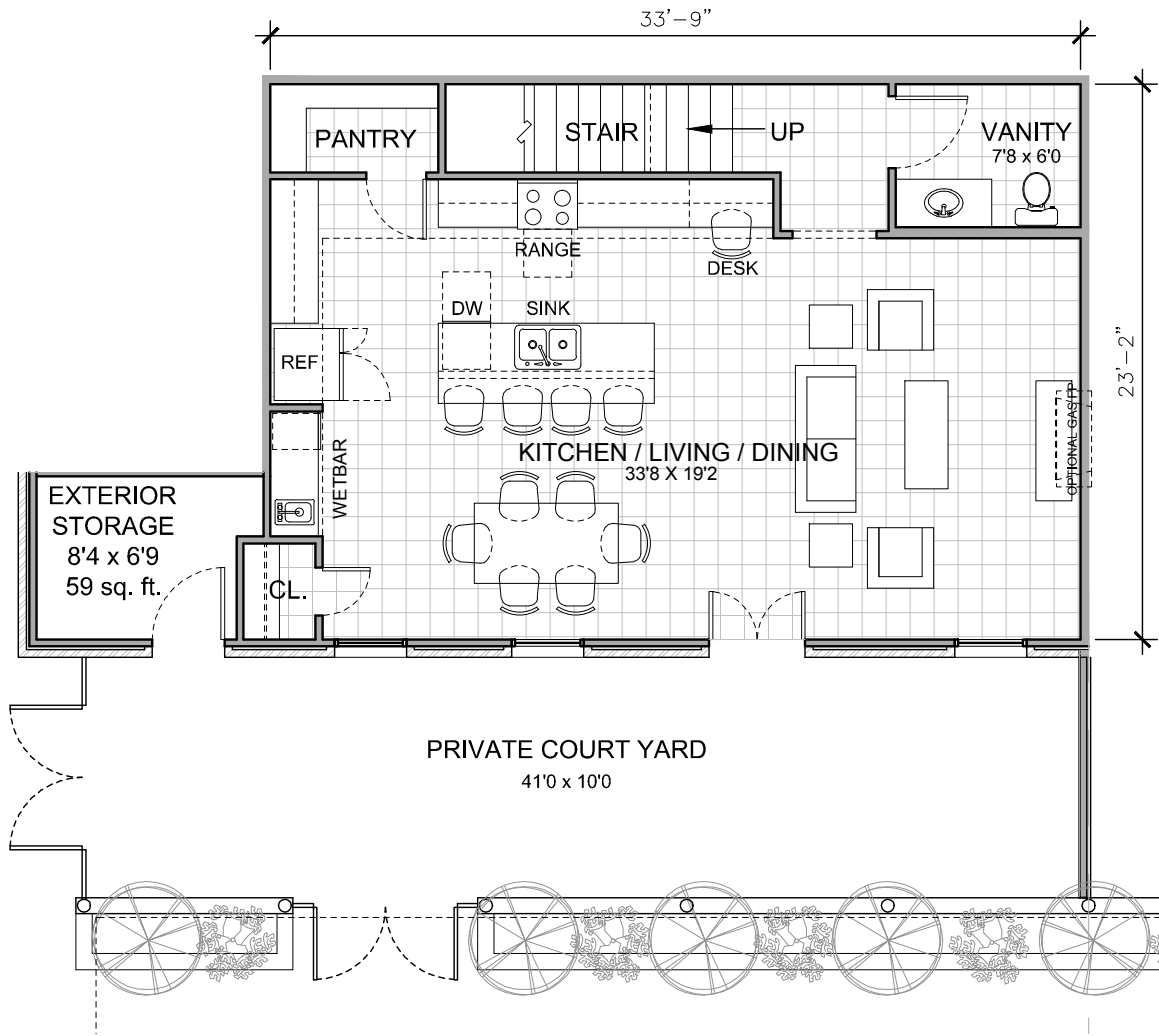 33'-9"
PANTRY
STAIR
UP
VANITY
7'8 x 6'0
RANGE
DESK
DW
SINK
REF
23'-2"
OPTIONAL GAS FP
KITCHEN / LIVING / DINING
33'8 X 19'2
WETBAR
EXTERIOR
STORAGE
8'4 x 6'9
59 sq. ft.
CL.
PRIVATE COURT YARD
41'0 x 10'0